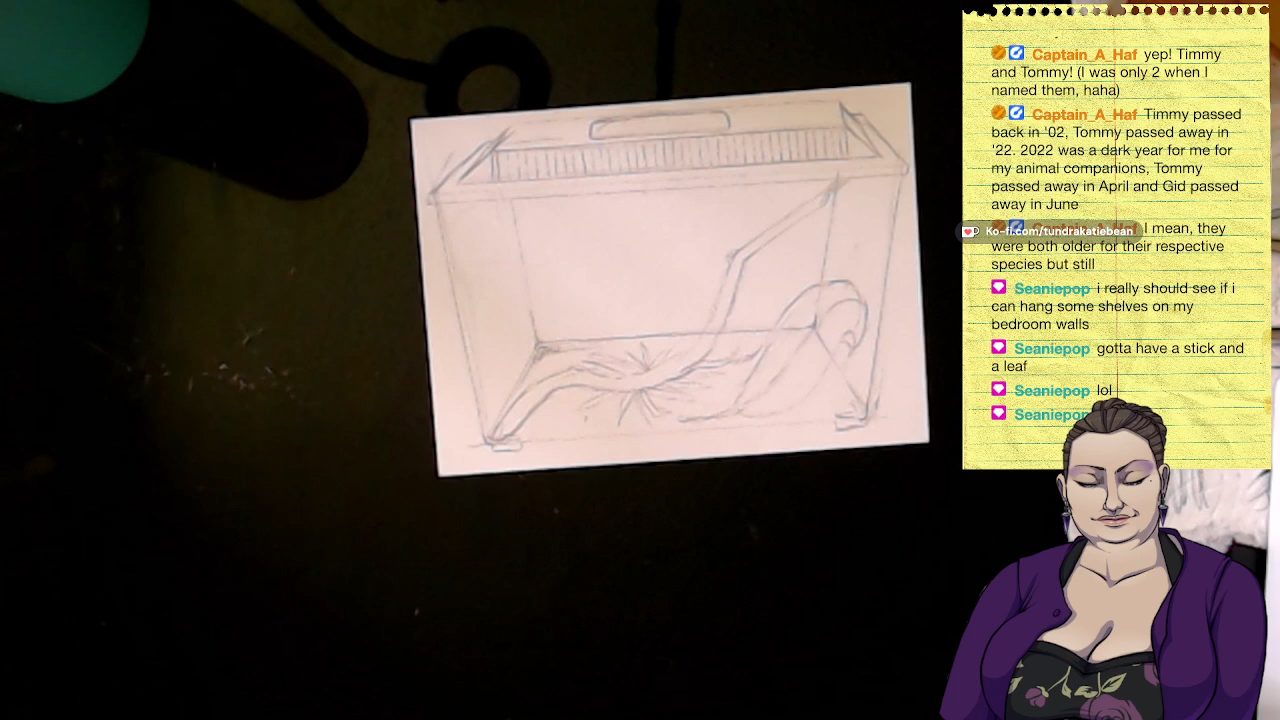 Captain_A_Haf yep! Timmy
and Tommy! (I was only 2 when I
named them, haha)
Captain_A_Haf Timmy passed
back in '02, Tommy passed away in
'22. 2022 was a dark year for me for
my animal companions, Tommy
passed away in April and Gid passed
away in June
I mean, they
Ko-fi.com/tundrakatiebean
were both older for their respective
species but still
Seaniepop i really should see if i
can hang some shelves on my
bedroom walls
Seaniepop gotta have a stick and
a leaf
Seaniepop lol